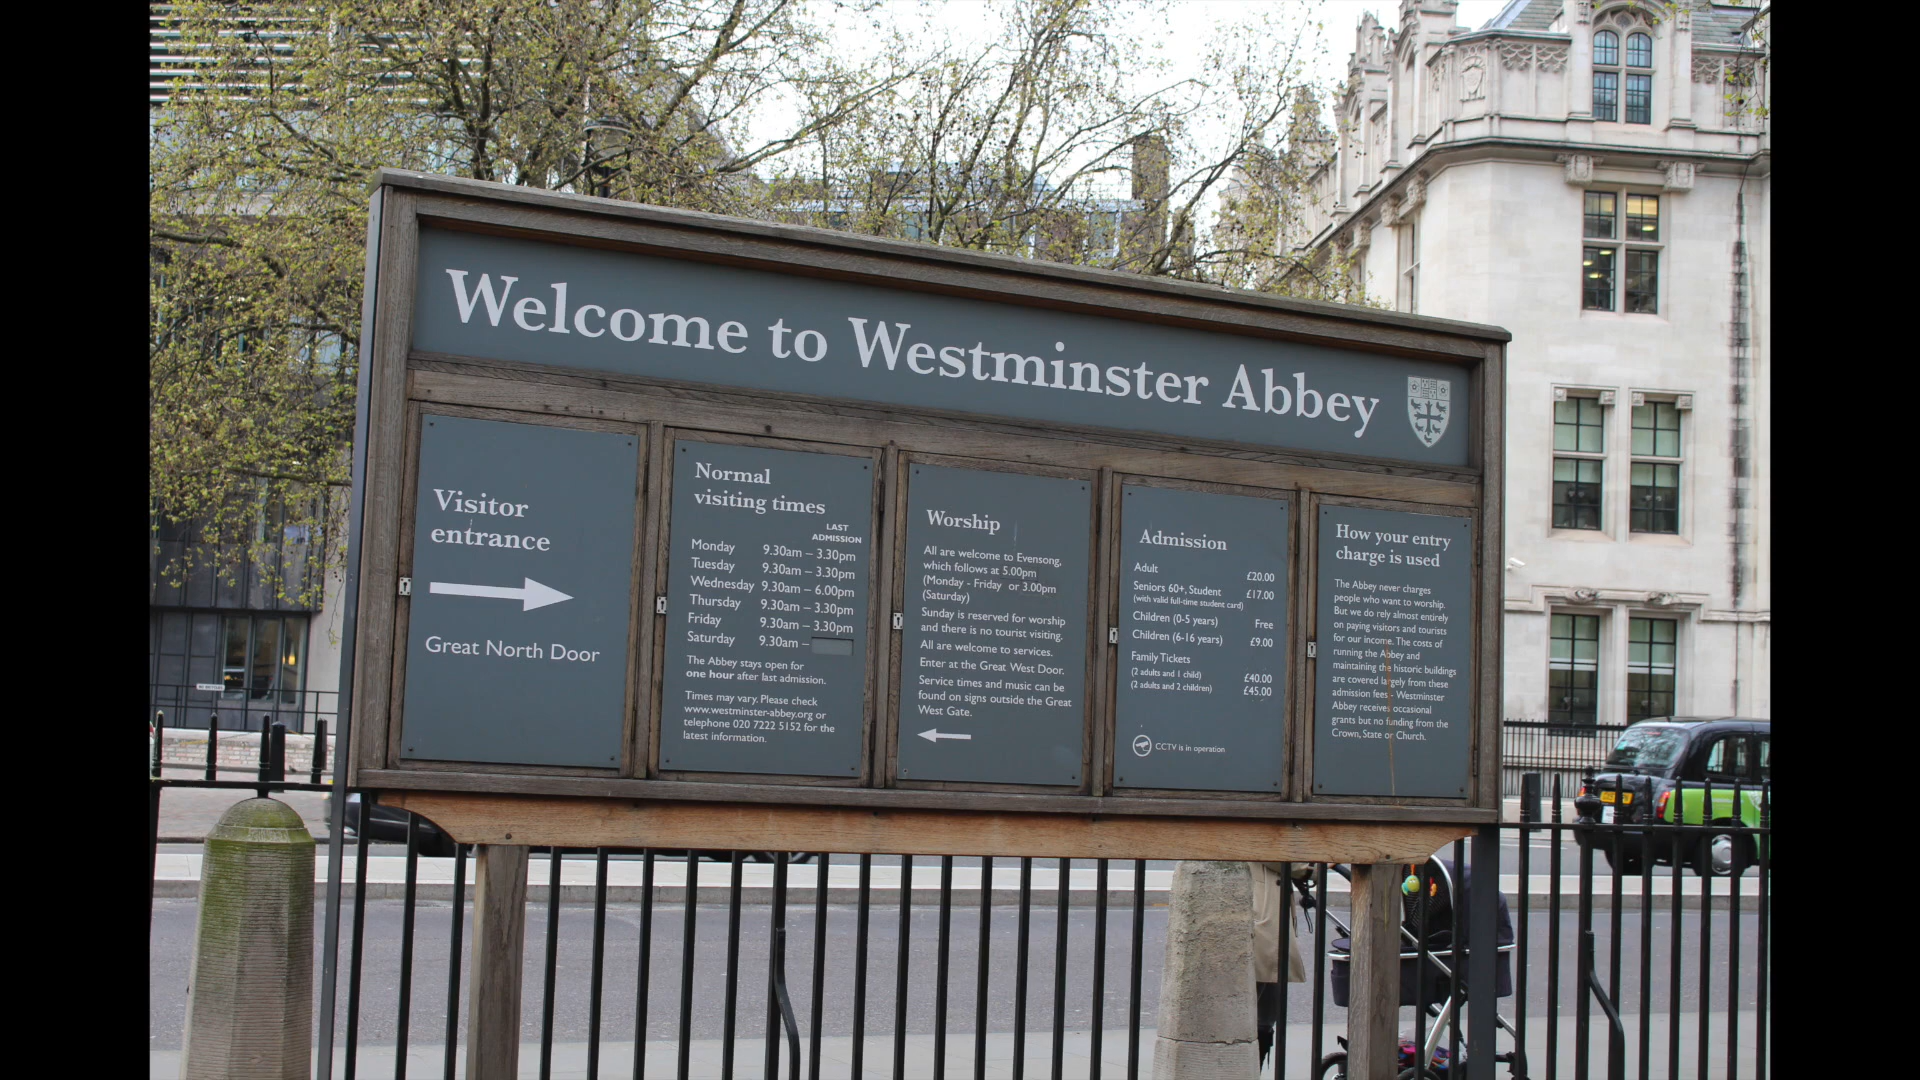 Welcome to Westminster Abbey
Visitor
entrance
Great North Door
Normal
visiting times
LAST
ADMISSION
Monday 9.30am – 3.30pm
Tuesday 9.30am – 3.30pm
Wednesday 9.30am – 6.00pm
Thursday 9.30am – 3.30pm
Friday 9.30am – 3.30pm
Saturday 9.30am –
The Abbey stays open for
one hour after last admission.
Times may vary. Please check
www.westminster-abbey.org or
telephone 020 7222 5152 for the
latest information.
Worship
All are welcome to Evensong,
which follows at 5.00pm
(Monday - Friday or 3.00pm
(Saturday)
Sunday is reserved for worship
and there is no tourist visiting.
All are welcome to services.
Enter at the Great West Door.
Service times and music can be
found on signs outside the Great
West Gate.
Admission
Adult £20.00
Seniors 60+, Student £17.00
(with valid full-time student card)
Children (0-5 years) Free
Children (6-16 years) £9.00
Family Tickets
(2 adults and 1 child) £40.00
(2 adults and 2 children) £45.00
CCTV is in operation
How your entry
charge is used
The Abbey never charges
people who want to worship.
But we do rely almost entirely
on paying visitors and tourists
for our income. The costs of
running the Abbey and
maintaining the historic buildings
are covered largely from these
admission fees - Westminster
Abbey receives occasional
grants but no funding from the
Crown, State or Church.